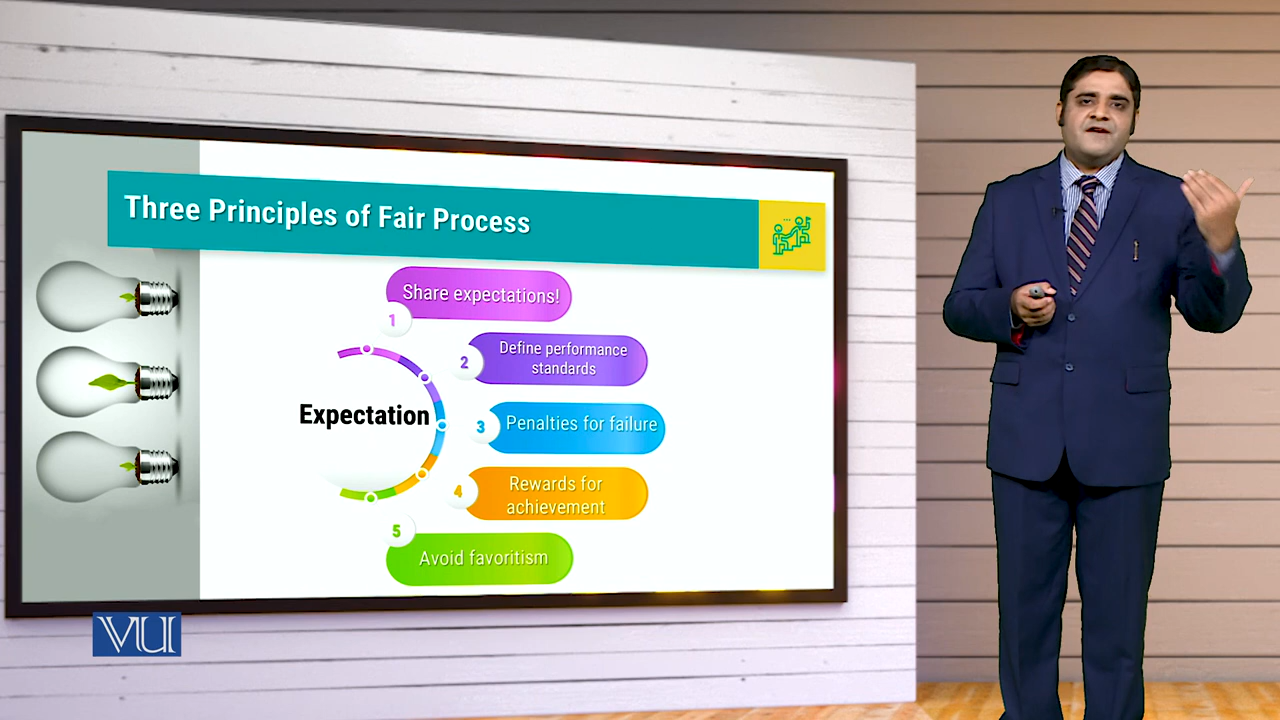 Three Principles of Fair Process
Share expectations!
1
Define performance
standards
2
Expectation
Penalties for failure
3
Rewards for
achievement
4
5
Avoid favoritism
VU